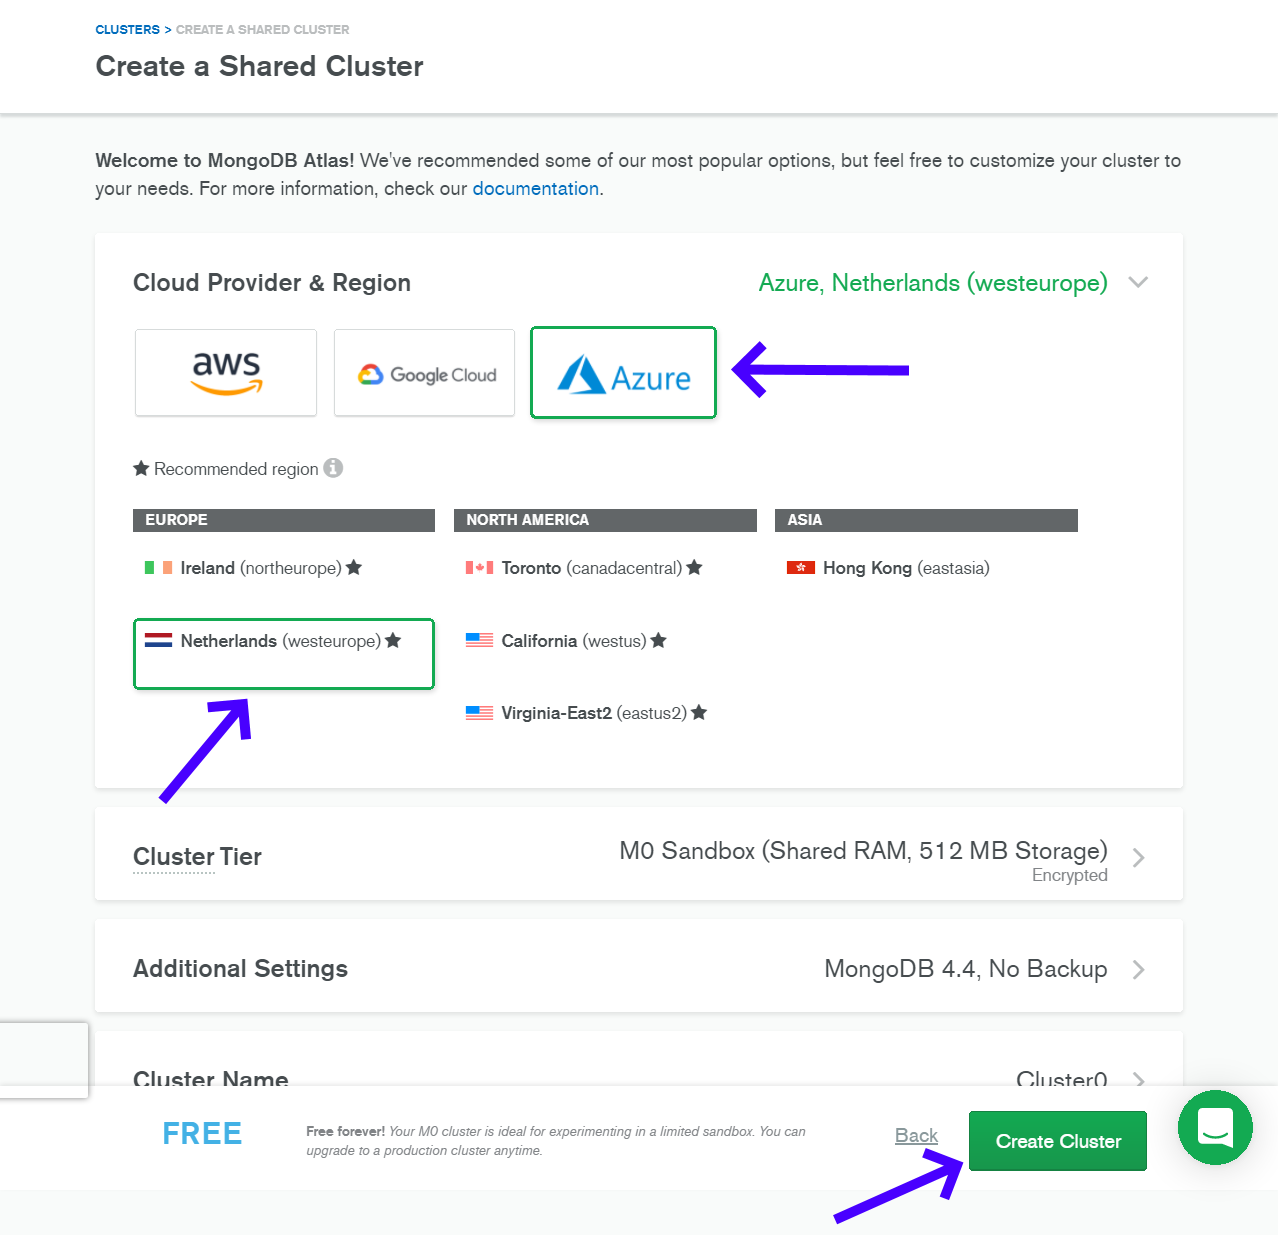 CLUSTERS > CREATE A SHARED CLUSTER
Create a Shared Cluster
Welcome to MongoDB Atlas! We've recommended some of our most popular options, but feel free to customize your cluster to
your needs. For more information, check our documentation.
Cloud Provider & Region
Azure, Netherlands (westeurope)
aws
Google Cloud
Azure
★ Recommended region i
EUROPE
Ireland (northeurope) ★
Netherlands (westeurope) ★
NORTH AMERICA
Toronto (canadacentral) ★
California (westus) ★
Virginia-East2 (eastus2) ★
ASIA
Hong Kong (eastasia)
Cluster Tier
M0 Sandbox (Shared RAM, 512 MB Storage)
Encrypted
Additional Settings
MongoDB 4.4, No Backup
Cluster Name
Cluster0
FREE
Free forever! Your M0 cluster is ideal for experimenting in a limited sandbox. You can
upgrade to a production cluster anytime.
Back
Create Cluster